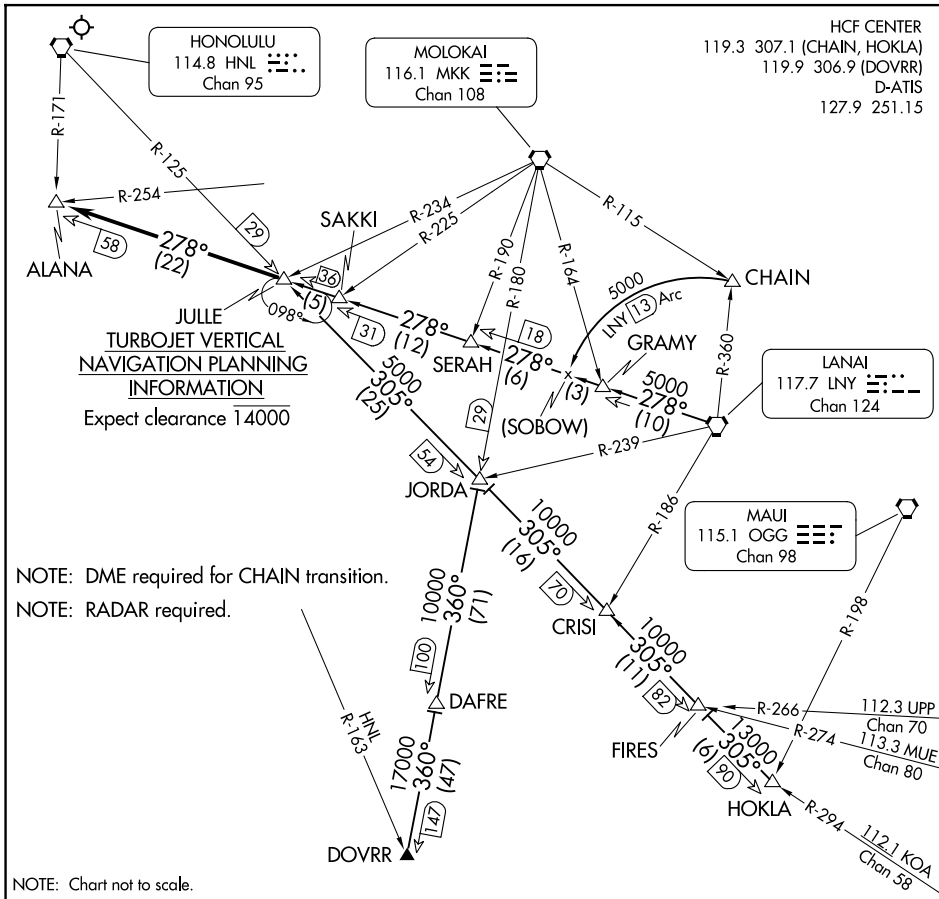 HCF CENTER
119.3 307.1 (CHAIN, HOKLA)
119.9 306.9 (DOVRR)
D-ATIS
127.9 251.15
HONOLULU
114.8 HNL
Chan 95
MOLOKAI
116.1 MKK
Chan 108
R-171
R-125
R-254
58
ALANA
278°
(22)
29
R-234
R-225
SAKKI
36
(5)
JULLE
098°
31
278°
(12)
R-190
R-180
R-164
R-115
SERAH
18
278°
(6)
5000
LNY 13 Arc
CHAIN
GRAMY
(SOBOW)
(3)
5000
278°
(10)
R-360
LANAI
117.7 LNY
Chan 124
TURBOJET VERTICAL
NAVIGATION PLANNING
INFORMATION
Expect clearance 14000
5000
305°
(25)
29
54
JORDA
R-239
R-186
MAUI
115.1 OGG
Chan 98
R-198
10000
305°
(16)
70
CRISI
NOTE: DME required for CHAIN transition.
NOTE: RADAR required.
10000
360°
(71)
100
DAFRE
10000
305°
(11)
82
FIRES
R-266
112.3 UPP
Chan 70
R-274
113.3 MUE
Chan 80
13000
305°
(6)
90
HOKLA
R-294
112.1 KOA
Chan 58
HNL
R-163
17000
360°
(47)
147
DOVRR
NOTE: Chart not to scale.